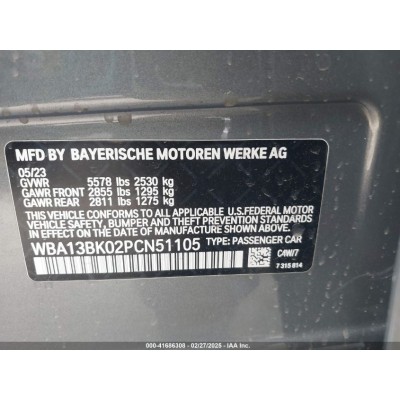 MFD BY BAYERISCHE MOTOREN WERKE AG
05/23
GVWR 5578 lbs 2530 kg
GAWR FRONT 2855 lbs 1295 kg
GAWR REAR 2811 lbs 1275 kg
THIS VEHICLE CONFORMS TO ALL APPLICABLE U.S.FEDERAL MOTOR
VEHICLE SAFETY, BUMPER, AND THEFT PREVENTION STANDARDS IN
EFFECT ON THE DATE OF MANUFACTURE SHOWN ABOVE.
WBA13BK02PCN51105 TYPE: PASSENGER CAR
CAW/7
7 315 614
000-41686308 - 02/27/2025 - IAA Inc.